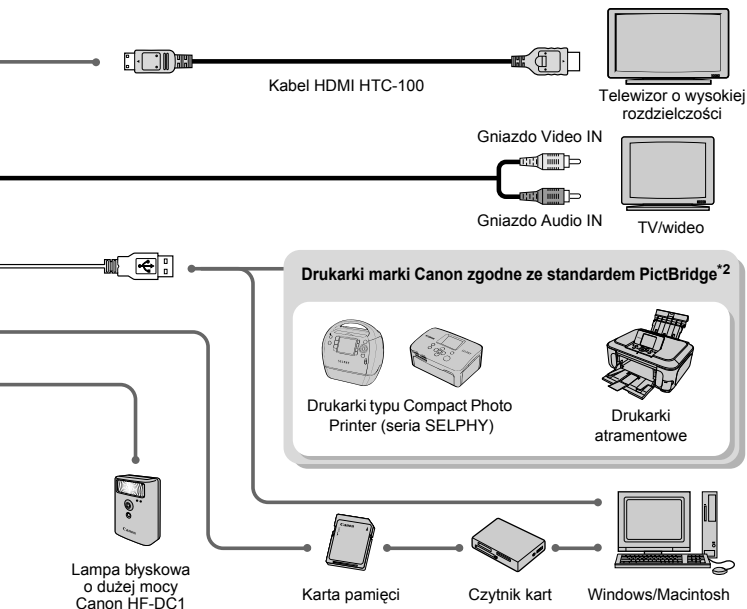 Kabel HDMI HTC-100
Telewizor o wysokiej
rozdzielczości
Gniazdo Video IN
Gniazdo Audio IN
TV/wideo
Drukarki marki Canon zgodne ze standardem PictBridge*2
Drukarki typu Compact Photo
Printer (seria SELPHY)
Drukarki
atramentowe
Canon
Lampa błyskowa
o dużej mocy
Canon HF-DC1
Canon
Karta pamięci
Czytnik kart
Windows/Macintosh